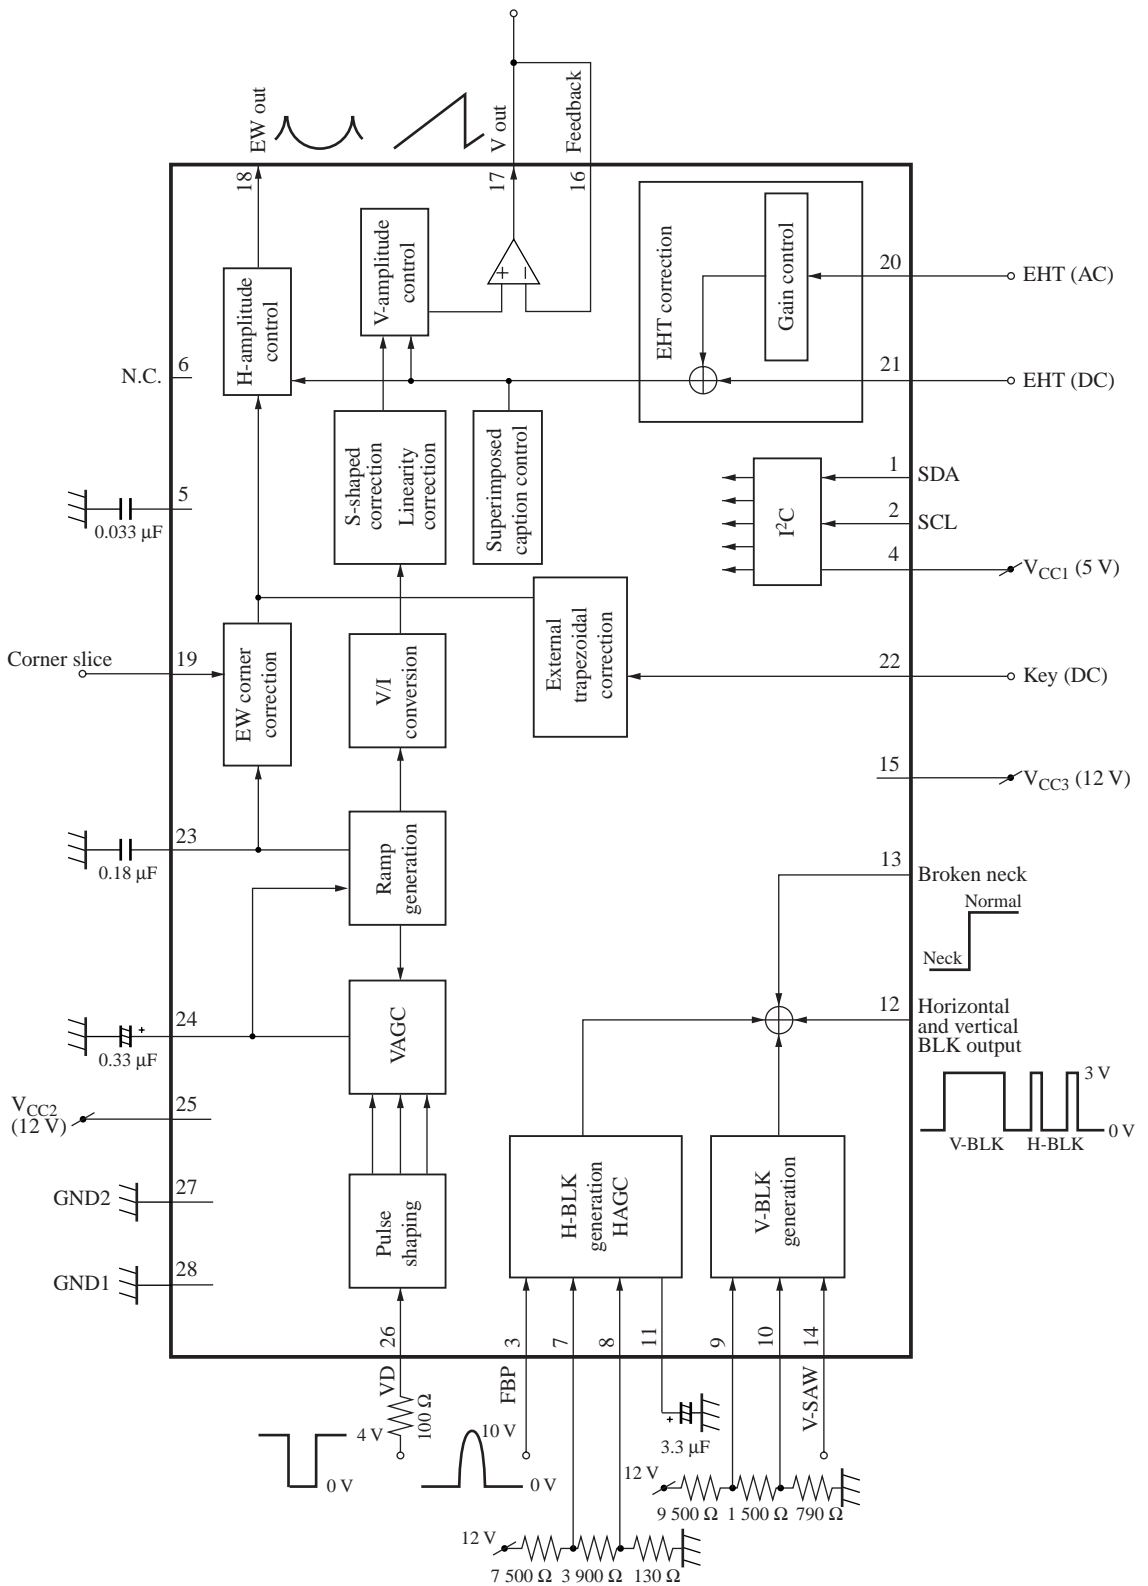 EW out
V out
Feedback
18
17
16
V-amplitude
control
+
−
EHT correction
Gain control
20
EHT (AC)
H-amplitude
control
6
N.C.
21
EHT (DC)
5
0.033 µF
S-shaped
correction
Linearity
correction
Superimposed
caption control
I²C
1
SDA
2
SCL
4
VCC1 (5 V)
Corner slice
19
EW corner
correction
V/I
conversion
External
trapezoidal
correction
22
Key (DC)
15
VCC3 (12 V)
23
0.18 µF
Ramp
generation
13
Broken neck
Normal
Neck
24
+
0.33 µF
VAGC
12
Horizontal
and vertical
BLK output
3 V
0 V
V-BLK
H-BLK
VCC2
(12 V)
25
GND2
27
GND1
28
Pulse
shaping
H-BLK
generation
HAGC
V-BLK
generation
26
3
7
8
11
9
10
14
VD
FBP
V-SAW
100 Ω
4 V
0 V
10 V
0 V
+
3.3 µF
12 V
9 500 Ω
1 500 Ω
790 Ω
12 V
7 500 Ω
3 900 Ω
130 Ω